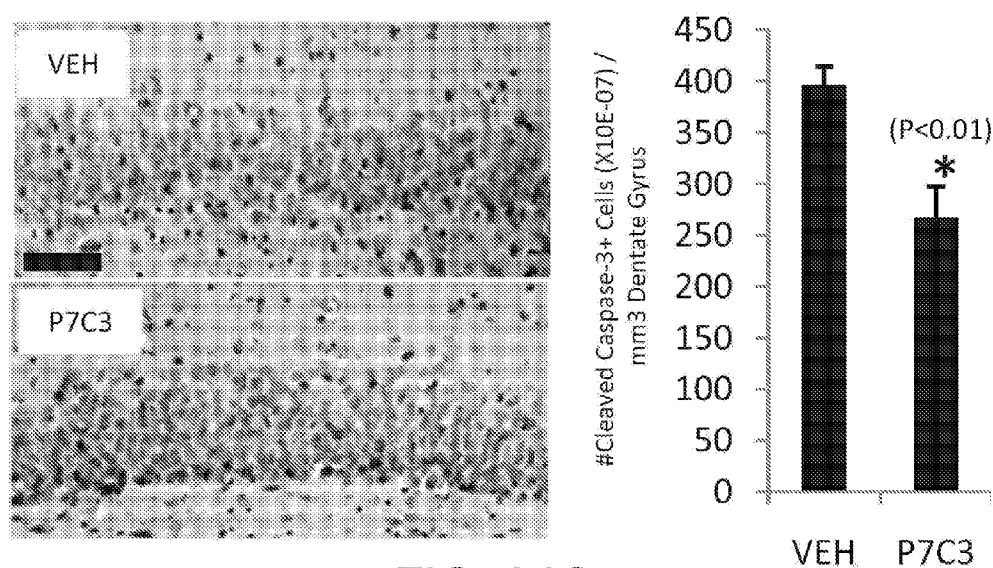 VEH
P7C3
#Cleaved Caspase-3+ Cells (X10E-07) /
mm3 Dentate Gyrus
450
400
350
300
250
200
150
100
50
0
(P<0.01)
*
VEH P7C3